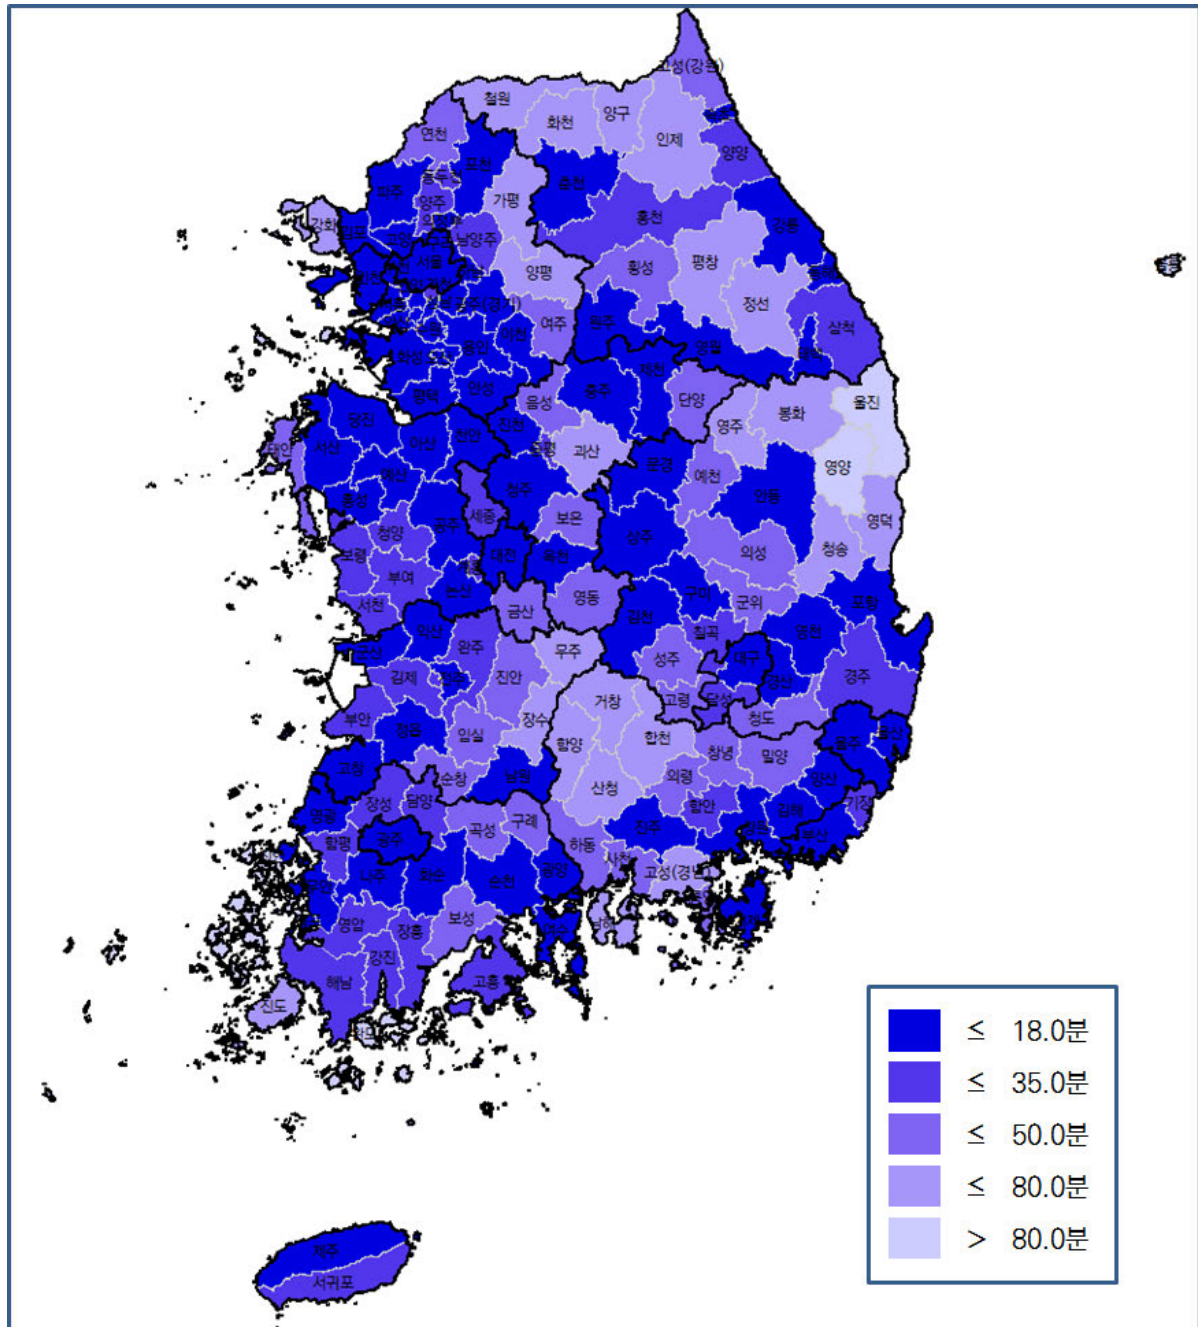 고성(강원)
철원
화천
양구
인제
연천
양양
포천
춘천
동두천
파주
양주
가평
홍천
강릉
강화
김포
고양
남양주
서울
횡성
평창
양평
정선
광주(경기)
여주
원주
삼척
이천
용인
화성
영월
태백
제천
평택
안성
충주
단양
음성
울진
봉화
영주
당진
진천
아산
천안
서산
태안
증평
괴산
문경
영양
예천
예산
청주
안동
홍성
보은
영덕
세종
공주
청양
상주
의성
청송
보령
대전
옥천
부여
논산
구미
군위
포항
서천
금산
영동
김천
영천
익산
칠곡
군산
완주
무주
성주
대구
경산
경주
김제
전주
진안
거창
고령
달성
부안
장수
청도
정읍
임실
함양
합천
창녕
밀양
울주
울산
고창
순창
남원
산청
의령
양산
장성
담양
함안
김해
기장
영광
곡성
구례
진주
창원
부산
함평
광주
하동
사천
나주
화순
순천
광양
고성(경남)
무안
영암
장흥
보성
여수
남해
강진
해남
고흥
진도
제주
서귀포
≤ 18.0분
≤ 35.0분
≤ 50.0분
≤ 80.0분
> 80.0분